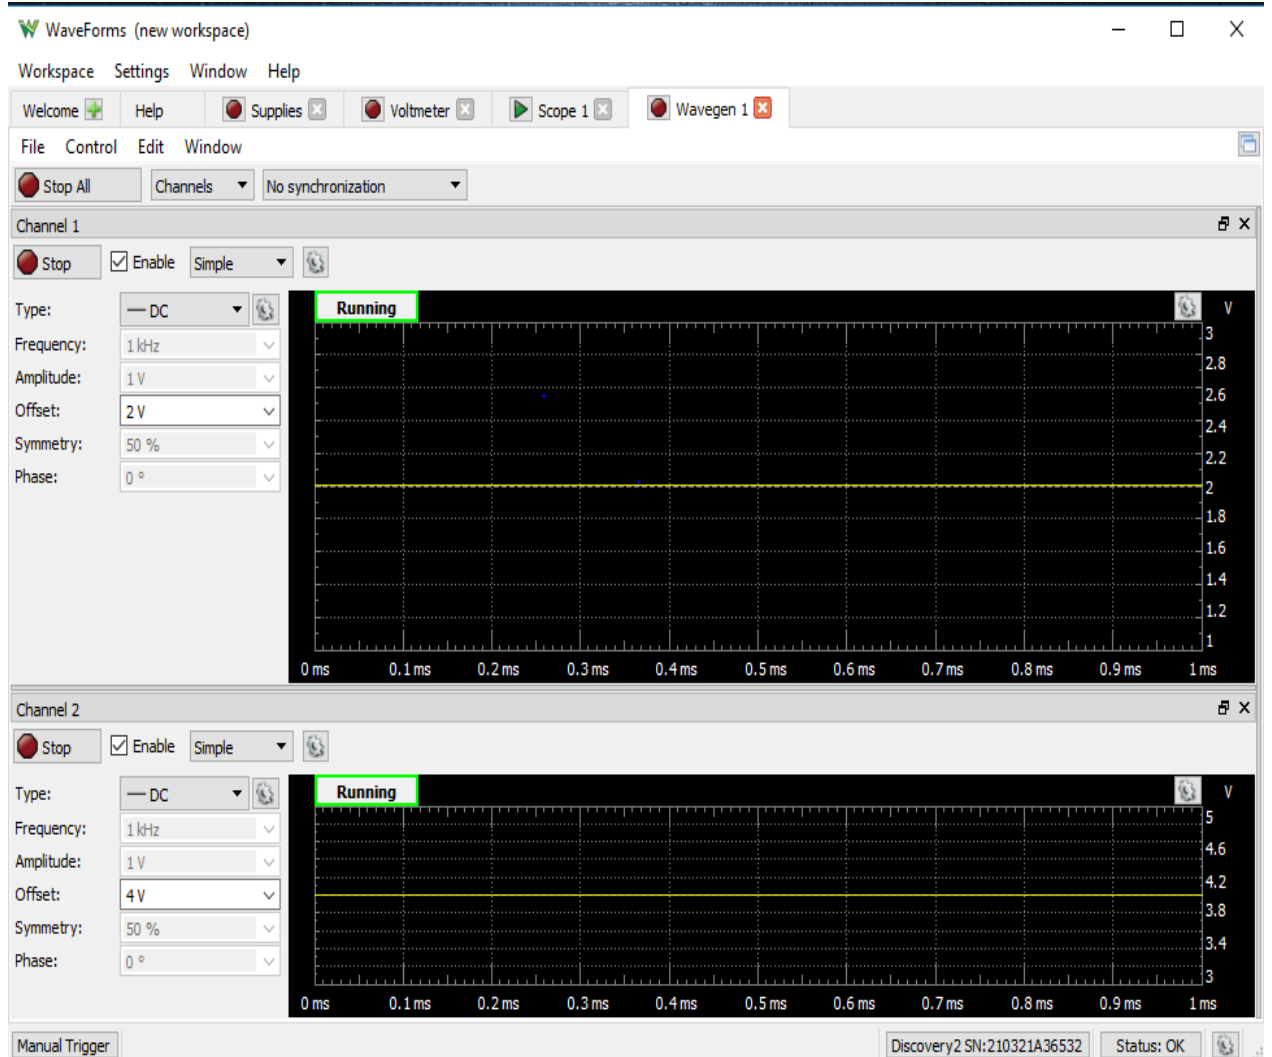 WaveForms (new workspace)
Workspace Settings Window Help
Welcome Help Supplies Voltmeter Scope 1 Wavegen 1
File Control Edit Window
Stop All Channels No synchronization
Channel 1
Stop Enable Simple
Type: DC
Frequency: 1 kHz
Amplitude: 1 V
Offset: 2 V
Symmetry: 50 %
Phase: 0 º
Running V
3
2.8
2.6
2.4
2.2
2
1.8
1.6
1.4
1.2
1
0 ms 0.1 ms 0.2 ms 0.3 ms 0.4 ms 0.5 ms 0.6 ms 0.7 ms 0.8 ms 0.9 ms 1 ms
Channel 2
Stop Enable Simple
Type: DC
Frequency: 1 kHz
Amplitude: 1 V
Offset: 4 V
Symmetry: 50 %
Phase: 0 º
Running V
5
4.6
4.2
3.8
3.4
3
0 ms 0.1 ms 0.2 ms 0.3 ms 0.4 ms 0.5 ms 0.6 ms 0.7 ms 0.8 ms 0.9 ms 1 ms
Manual Trigger Discovery2 SN:210321A36532 Status: OK